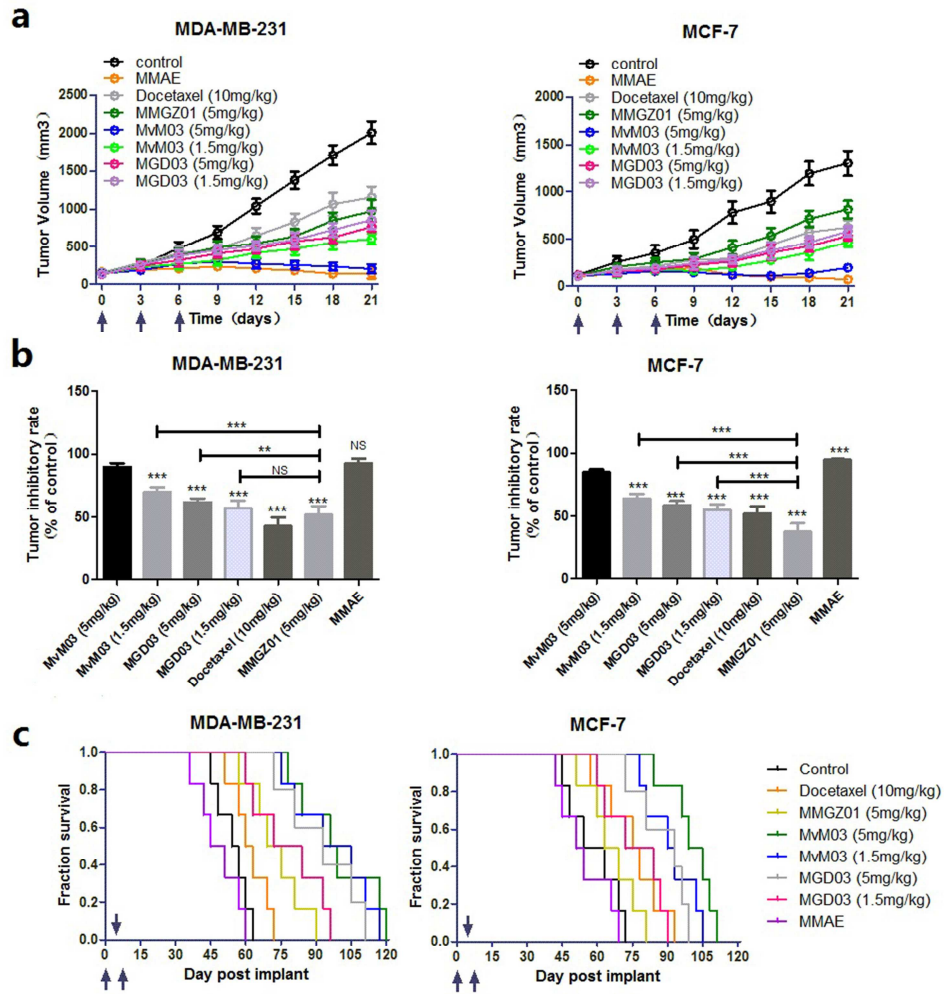 a
MDA-MB-231
control
MMAE
Docetaxel (10mg/kg)
MMGZ01 (5mg/kg)
MvM03 (5mg/kg)
MvM03 (1.5mg/kg)
MGD03 (5mg/kg)
MGD03 (1.5mg/kg)
Tumor Volume (mm3)
2500
2000
1500
1000
500
0
0 3 6 9 12 15 18 21
Time (days)
MCF-7
control
MMAE
Docetaxel (10mg/kg)
MMGZ01 (5mg/kg)
MvM03 (5mg/kg)
MvM03 (1.5mg/kg)
MGD03 (5mg/kg)
MGD03 (1.5mg/kg)
Tumor Volume (mm3)
2000
1500
1000
500
0
0 3 6 9 12 15 18 21
Time (days)
b
MDA-MB-231
Tumor inhibitory rate
(% of control)
150
100
50
0
***
**
NS
NS
*** *** *** *** ***
MvM03 (5mg/kg)
MvM03 (1.5mg/kg)
MGD03 (5mg/kg)
MGD03 (1.5mg/kg)
Docetaxel (10mg/kg)
MMGZ01 (5mg/kg)
MMAE
MCF-7
Tumor inhibitory rate
(% of control)
150
100
50
0
***
***
***
***
*** *** *** *** ***
MvM03 (5mg/kg)
MvM03 (1.5mg/kg)
MGD03 (5mg/kg)
MGD03 (1.5mg/kg)
Docetaxel (10mg/kg)
MMGZ01 (5mg/kg)
MMAE
c
MDA-MB-231
Fraction survival
1.0
0.8
0.6
0.4
0.2
0.0
0 15 30 45 60 75 90 105 120
Day post implant
MCF-7
Fraction survival
1.0
0.8
0.6
0.4
0.2
0.0
0 15 30 45 60 75 90 105 120
Day post implant
Control
Docetaxel (10mg/kg)
MMGZ01 (5mg/kg)
MvM03 (5mg/kg)
MvM03 (1.5mg/kg)
MGD03 (5mg/kg)
MGD03 (1.5mg/kg)
MMAE